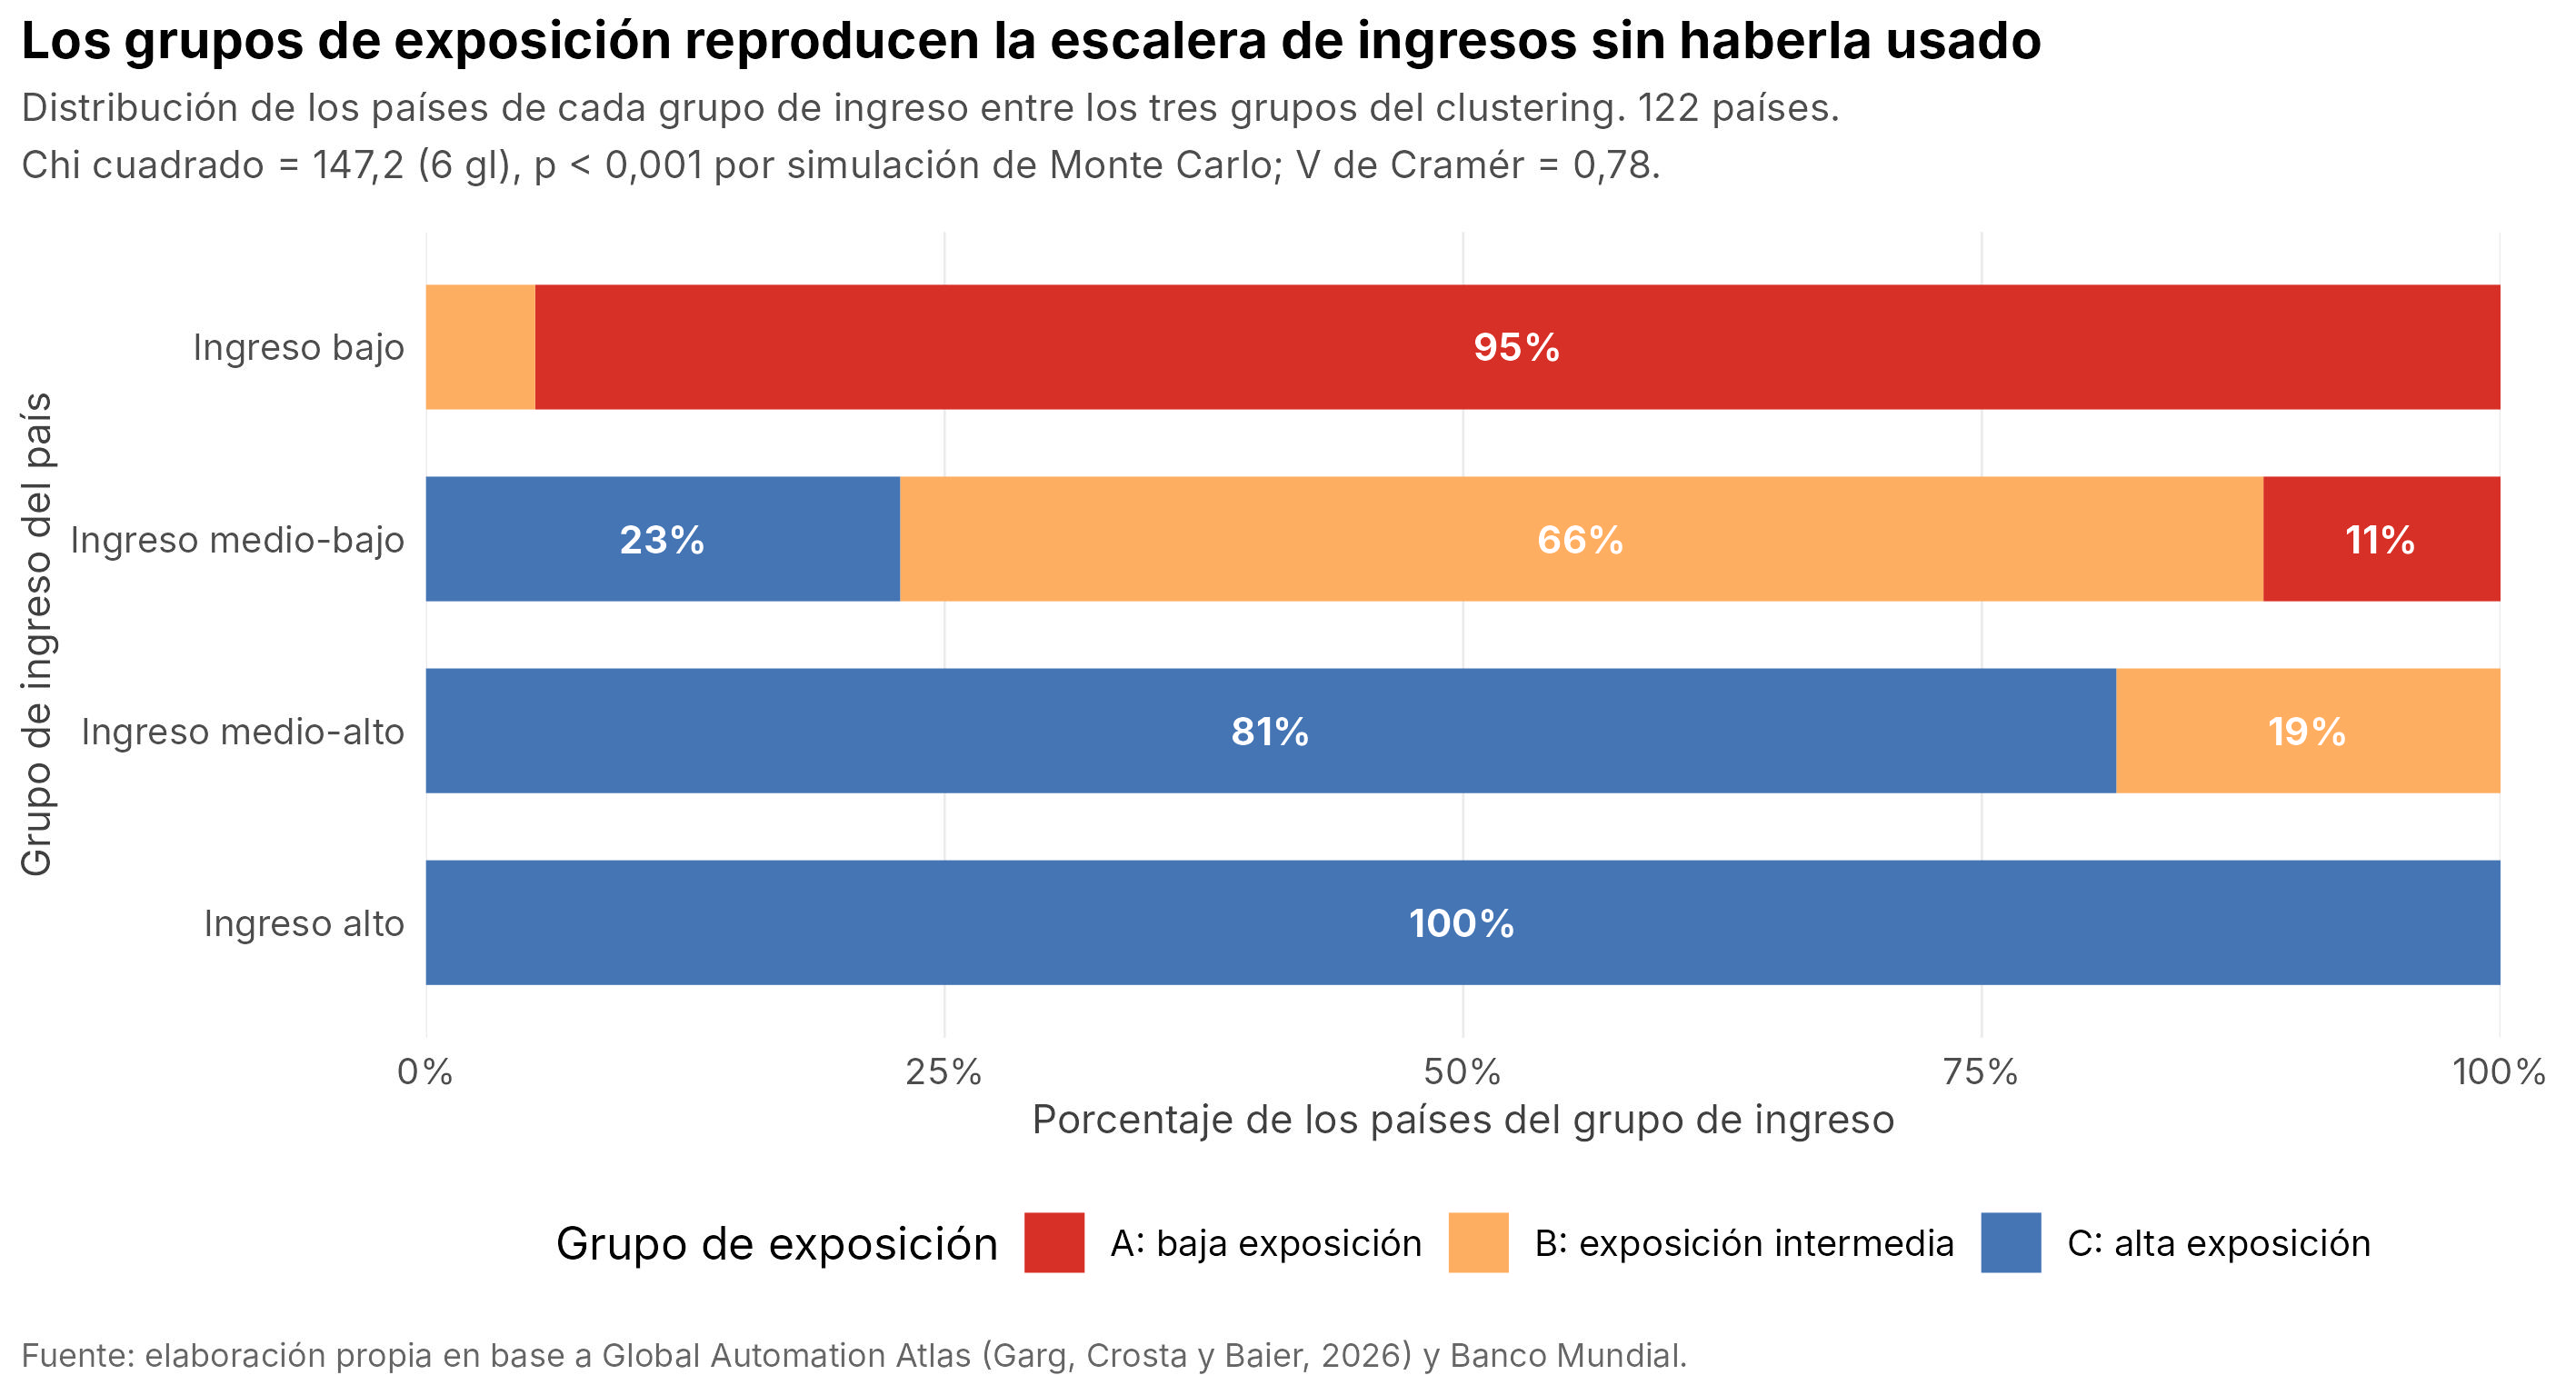 Los grupos de exposición reproducen la escalera de ingresos sin haberla usado
Distribución de los países de cada grupo de ingreso entre los tres grupos del clustering. 122 países.
Chi cuadrado = 147,2 (6 gl), p < 0,001 por simulación de Monte Carlo; V de Cramér = 0,78.
Grupo de ingreso del país
Ingreso bajo
95%
Ingreso medio-bajo
23%
66%
11%
Ingreso medio-alto
81%
19%
Ingreso alto
100%
0%
25%
50%
75%
100%
Porcentaje de los países del grupo de ingreso
Grupo de exposición
A: baja exposición
B: exposición intermedia
C: alta exposición
Fuente: elaboración propia en base a Global Automation Atlas (Garg, Crosta y Baier, 2026) y Banco Mundial.